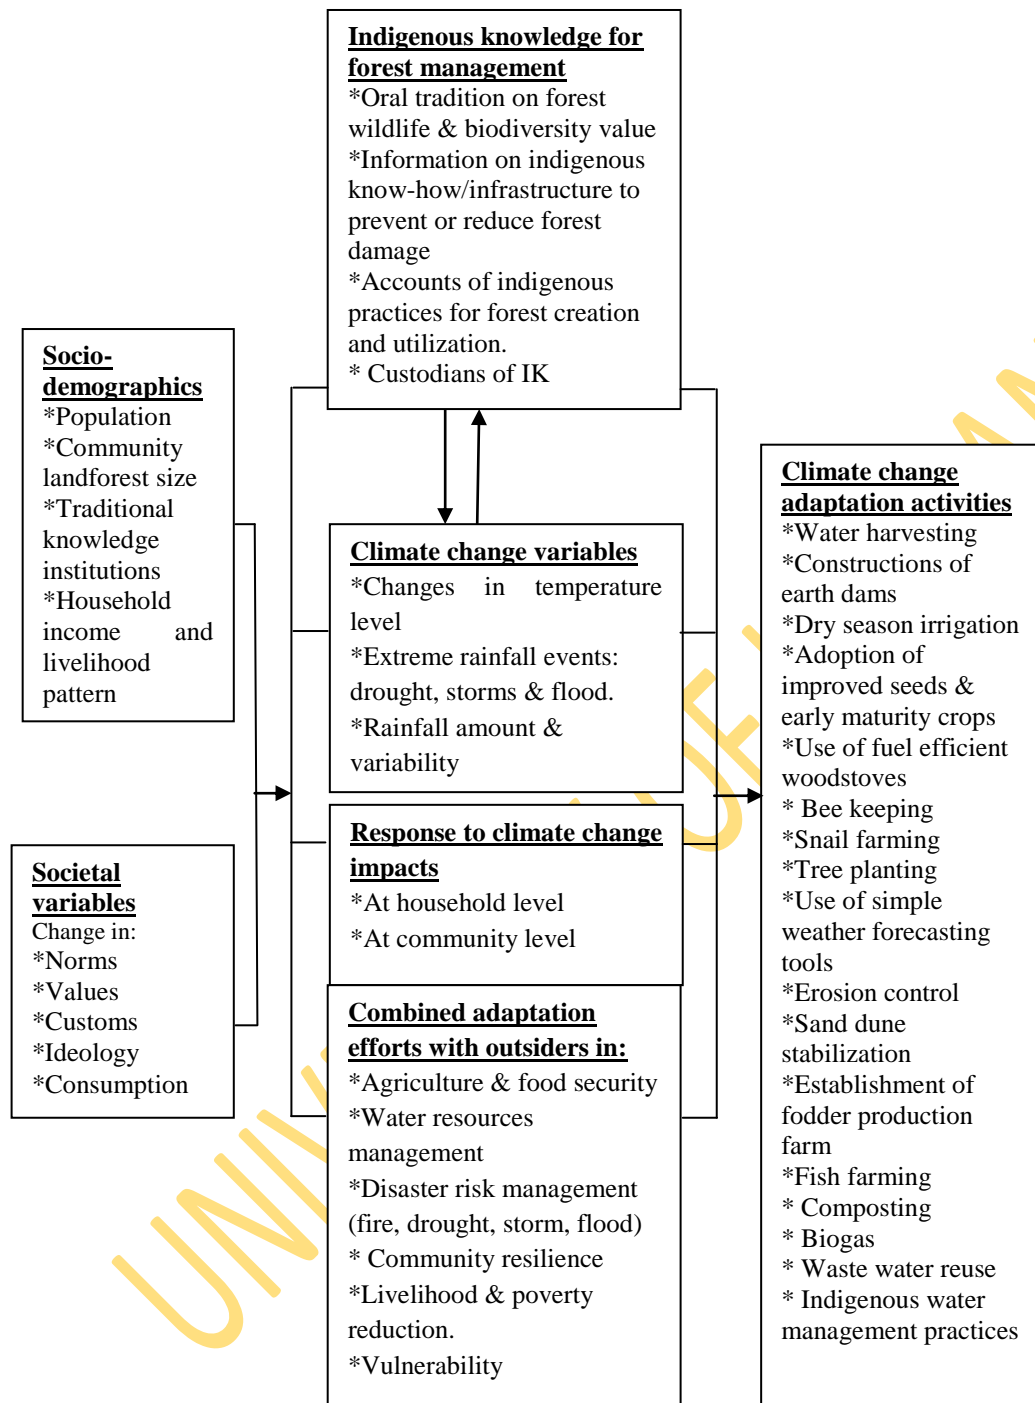 Indigenous knowledge for
forest management
*Oral tradition on forest
wildlife & biodiversity value
*Information on indigenous
know-how/infrastructure to
prevent or reduce forest
damage
*Accounts of indigenous
practices for forest creation
and utilization.
* Custodians of IK
Socio-
demographics
*Population
*Community
landforest size
*Traditional
knowledge
institutions
*Household
income and
livelihood
pattern
Climate change variables
*Changes in temperature
level
*Extreme rainfall events:
drought, storms & flood.
*Rainfall amount &
variability
Response to climate change
impacts
*At household level
*At community level
Societal
variables
Change in:
*Norms
*Values
*Customs
*Ideology
*Consumption
Combined adaptation
efforts with outsiders in:
*Agriculture & food security
*Water resources
management
*Disaster risk management
(fire, drought, storm, flood)
* Community resilience
*Livelihood & poverty
reduction.
*Vulnerability
Climate change
adaptation activities
*Water harvesting
*Constructions of
earth dams
*Dry season irrigation
*Adoption of
improved seeds &
early maturity crops
*Use of fuel efficient
woodstoves
* Bee keeping
*Snail farming
*Tree planting
*Use of simple
weather forecasting
tools
*Erosion control
*Sand dune
stabilization
*Establishment of
fodder production
farm
*Fish farming
* Composting
* Biogas
* Waste water reuse
* Indigenous water
management practices